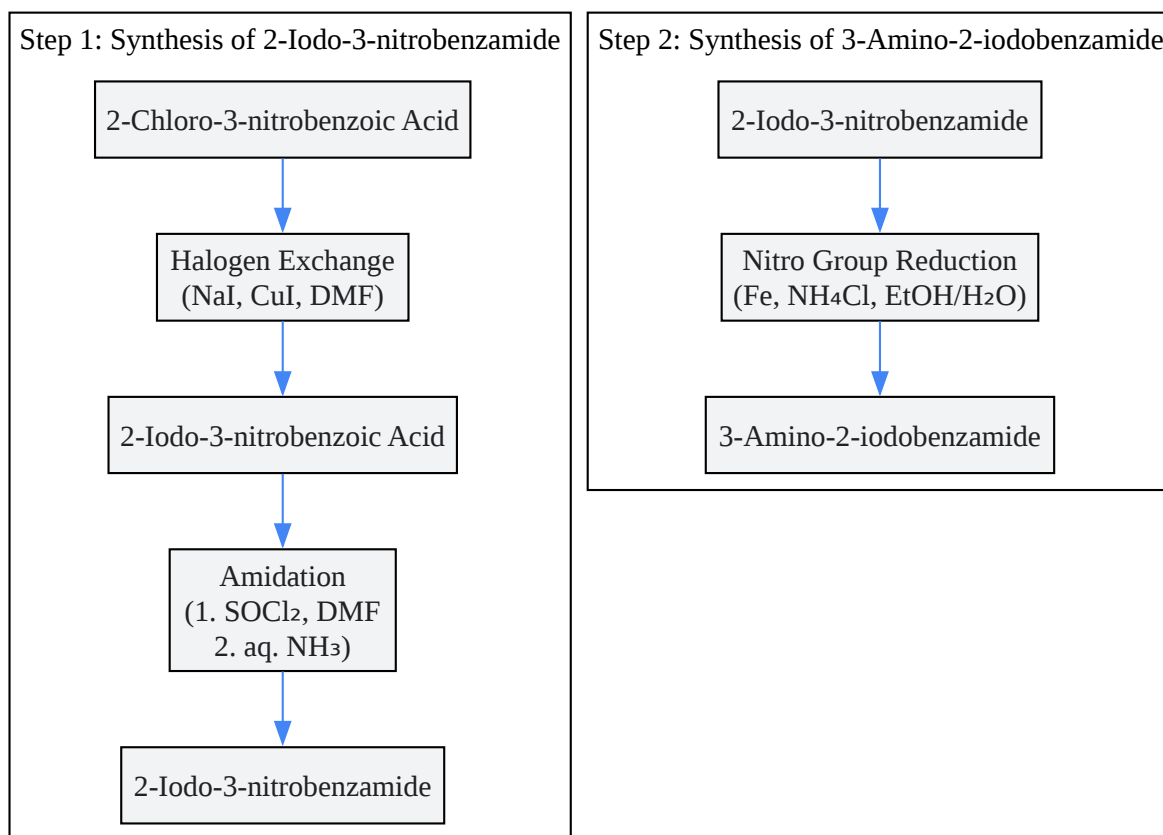 Step 1: Synthesis of 2-Iodo-3-nitrobenzamide
2-Chloro-3-nitrobenzoic Acid
Halogen Exchange
(NaI, CuI, DMF)
2-Iodo-3-nitrobenzoic Acid
Amidation
(1. SOCl₂, DMF
2. aq. NH₃)
2-Iodo-3-nitrobenzamide
Step 2: Synthesis of 3-Amino-2-iodobenzamide
2-Iodo-3-nitrobenzamide
Nitro Group Reduction
(Fe, NH₄Cl, EtOH/H₂O)
3-Amino-2-iodobenzamide